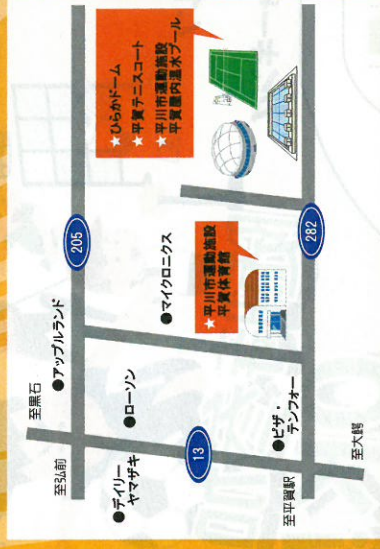 ★ひらかドーム
★平賀テニスコート
★平川市運動施設
平賀屋内温水プール
205
●アップルランド
至黒石
至弘前
●マイクロニクス
★平川市運動施設
平賀体育館
282
●ローソン
●デイリー
ヤマザキ
13
●ピザ・
テンフォー
至平賀駅
至大鰐